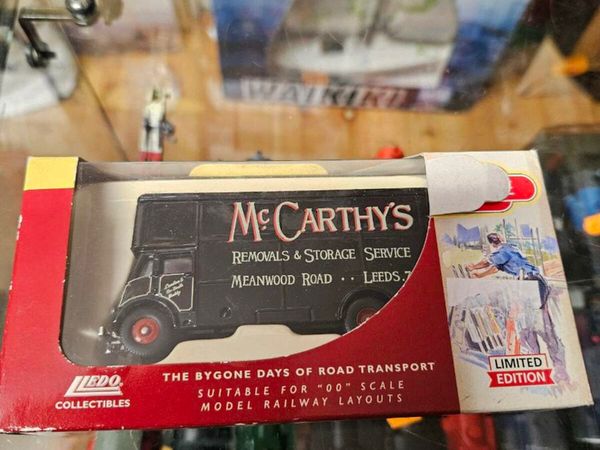 WAIKIKI
McCARTHY'S
REMOVALS & STORAGE SERVICE
MEANWOOD ROAD · · LEEDS.7
LLEDO
COLLECTIBLES
THE BYGONE DAYS OF ROAD TRANSPORT
SUITABLE FOR "00" SCALE
MODEL RAILWAY LAYOUTS
LIMITED
EDITION